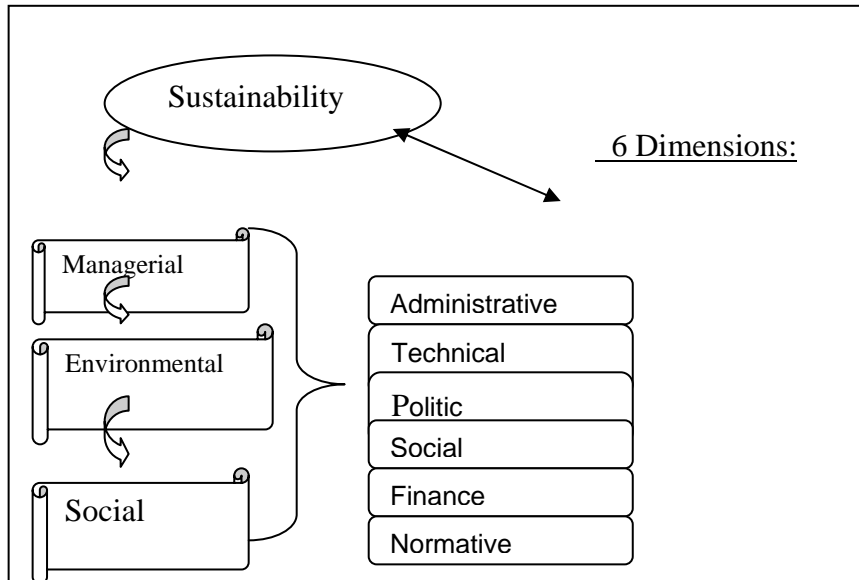 Sustainability
6 Dimensions:
Managerial
Environmental
Social
Administrative
Technical
Politic
Social
Finance
Normative